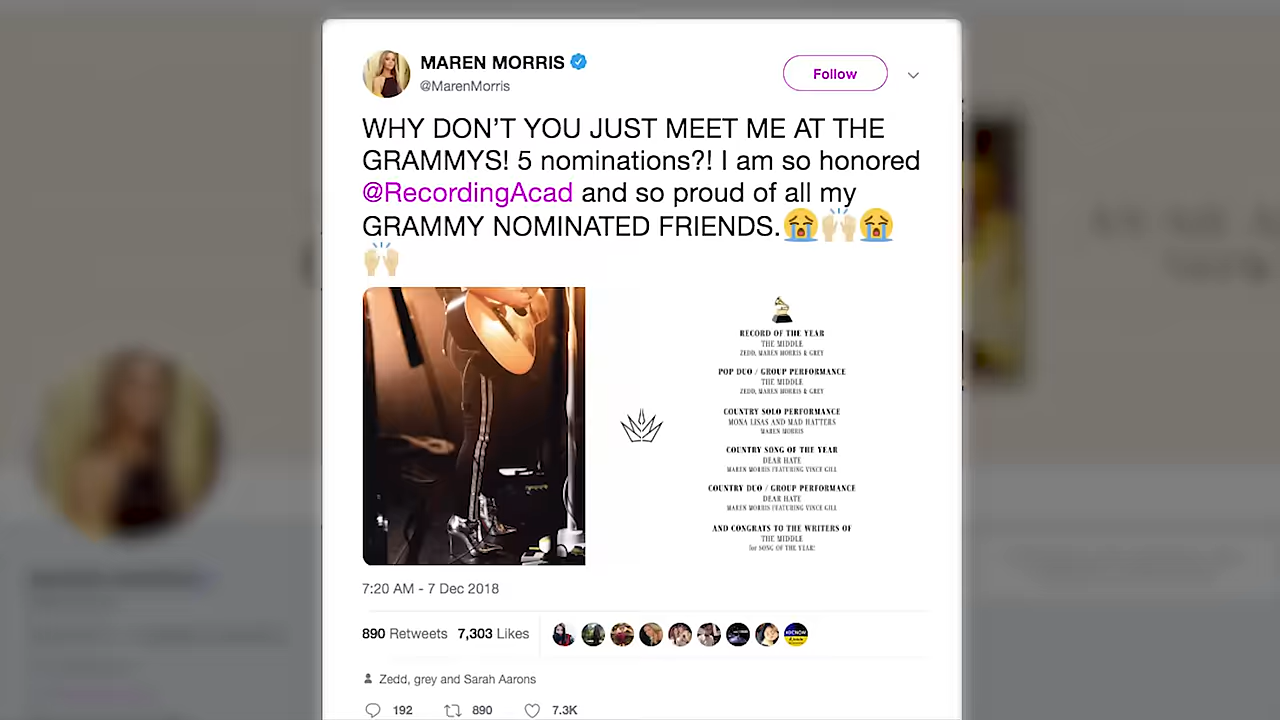 MAREN MORRIS
@MarenMorris
Follow
WHY DON’T YOU JUST MEET ME AT THE
GRAMMYS! 5 nominations?! I am so honored
@RecordingAcad and so proud of all my
GRAMMY NOMINATED FRIENDS.😭🙌🏼😭
🙌🏼
RECORD OF THE YEAR
THE MIDDLE
ZEDD, MAREN MORRIS & GREY
POP DUO / GROUP PERFORMANCE
THE MIDDLE
ZEDD, MAREN MORRIS & GREY
COUNTRY SOLO PERFORMANCE
MONA LISAS AND MAD HATTERS
MAREN MORRIS
COUNTRY SONG OF THE YEAR
DEAR HATE
MAREN MORRIS FEATURING VINCE GILL
COUNTRY DUO / GROUP PERFORMANCE
DEAR HATE
MAREN MORRIS FEATURING VINCE GILL
AND CONGRATS TO THE WRITERS OF
THE MIDDLE
for SONG OF THE YEAR!
7:20 AM - 7 Dec 2018
890 Retweets 7,303 Likes
Zedd, grey and Sarah Aarons
192 890 7.3K